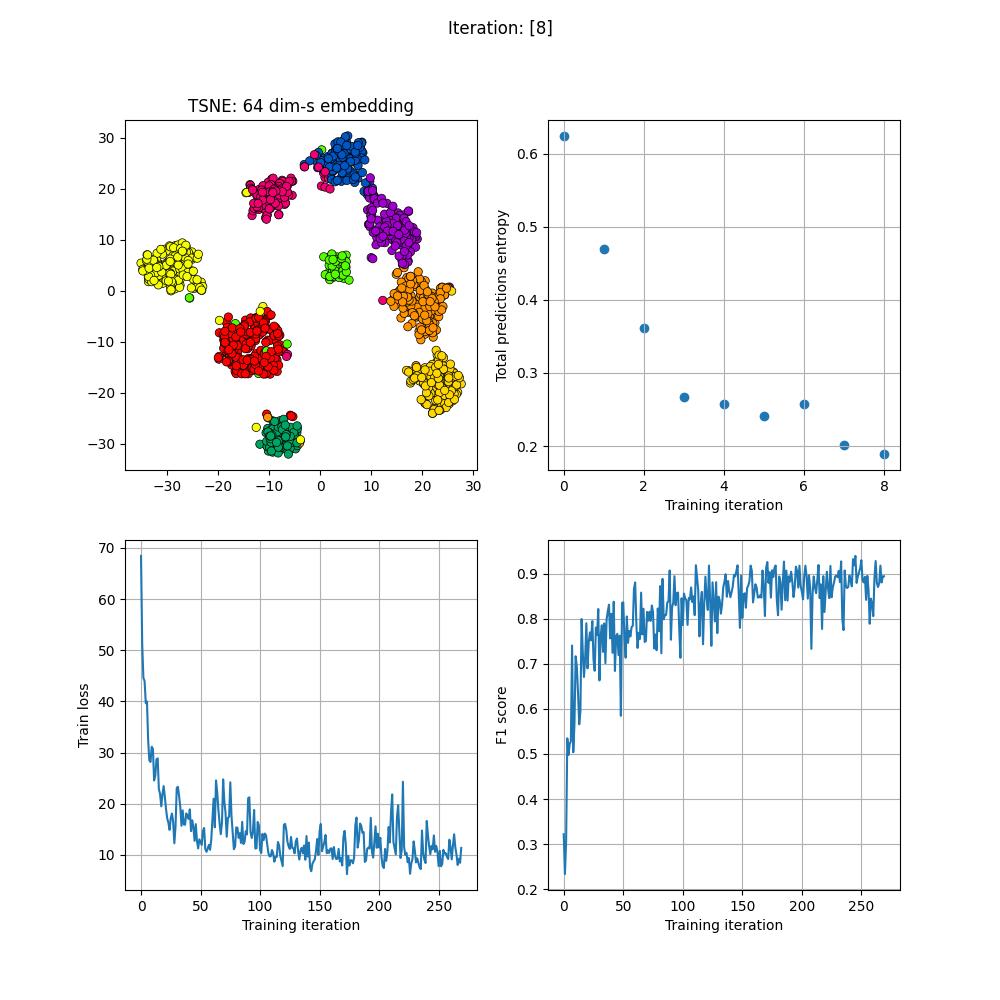 Iteration: [8]
TSNE: 64 dim-s embedding
30
20
10
0
−10
−20
−30
−30 −20 −10 0 10 20 30
Total predictions entropy
0.6
0.5
0.4
0.3
0.2
0 2 4 6 8
Training iteration
Train loss
70
60
50
40
30
20
10
0 50 100 150 200 250
Training iteration
F1 score
0.9
0.8
0.7
0.6
0.5
0.4
0.3
0.2
0 50 100 150 200 250
Training iteration